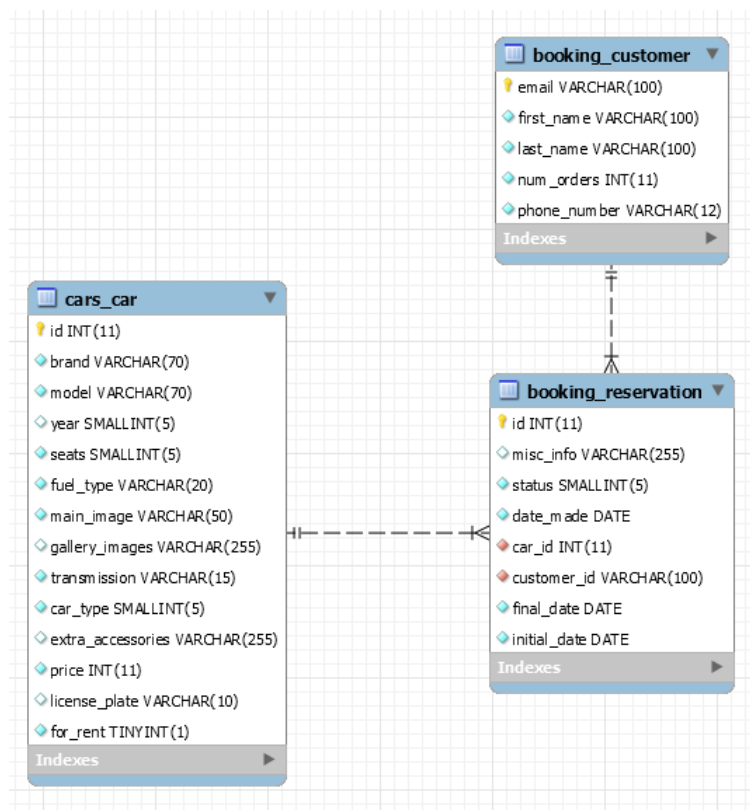 booking_customer
email VARCHAR(100)
first_name VARCHAR(100)
last_name VARCHAR(100)
num_orders INT(11)
phone_number VARCHAR(12)
Indexes
cars_car
id INT(11)
brand VARCHAR(70)
model VARCHAR(70)
year SMALLINT(5)
seats SMALLINT(5)
fuel_type VARCHAR(20)
main_image VARCHAR(50)
gallery_images VARCHAR(255)
transmission VARCHAR(15)
car_type SMALLINT(5)
extra_accessories VARCHAR(255)
price INT(11)
license_plate VARCHAR(10)
for_rent TINYINT(1)
Indexes
booking_reservation
id INT(11)
misc_info VARCHAR(255)
status SMALLINT(5)
date_made DATE
car_id INT(11)
customer_id VARCHAR(100)
final_date DATE
initial_date DATE
Indexes